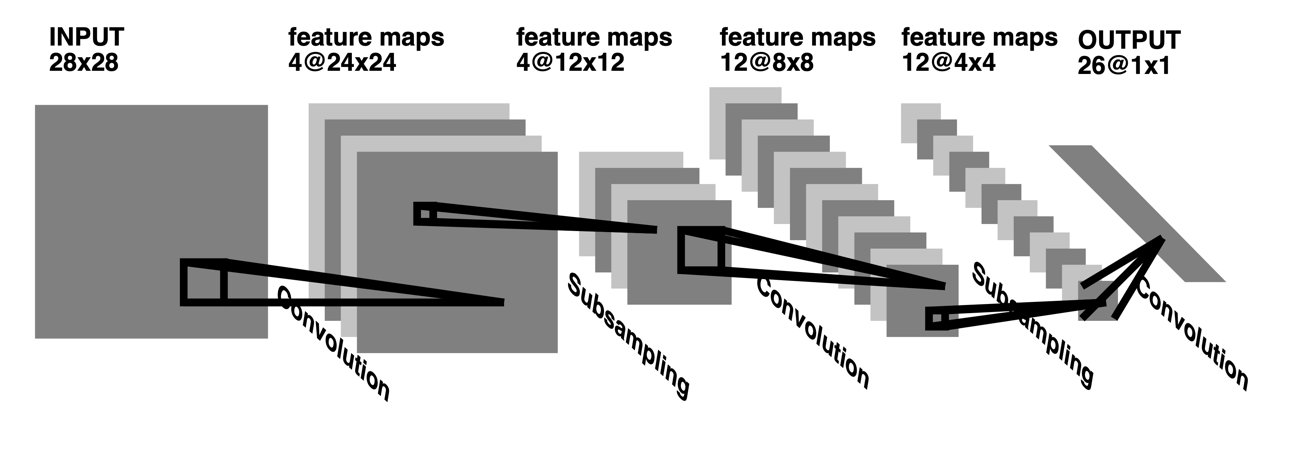 INPUT
28x28
feature maps
4@24x24
feature maps
4@12x12
feature maps
12@8x8
feature maps
12@4x4
OUTPUT
26@1x1
Convolution
Subsampling
Convolution
Subsampling
Convolution